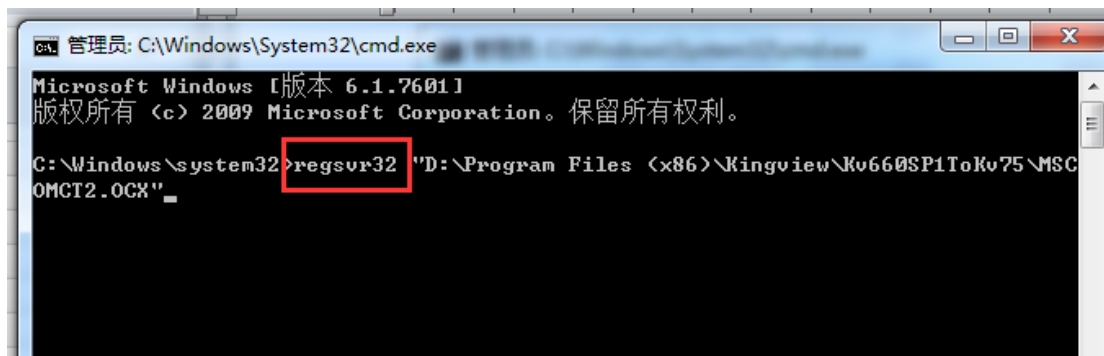 管理员: C:\Windows\System32\cmd.exe
Microsoft Windows [版本 6.1.7601]
版权所有 (c) 2009 Microsoft Corporation。保留所有权利。
C:\Windows\system32>regsvr32 "D:\Program Files (x86)\Kingview\Kv660SP1ToKv75\MSC
OMCT2.OCX"_